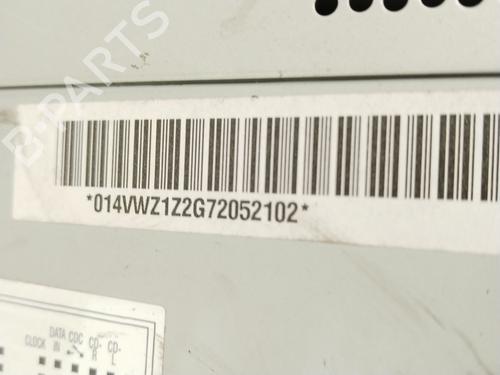 B-PARTS
*014VWZ1Z2G72052102*
CLOCK
DATA IN
CDC
CD- R
CD- L